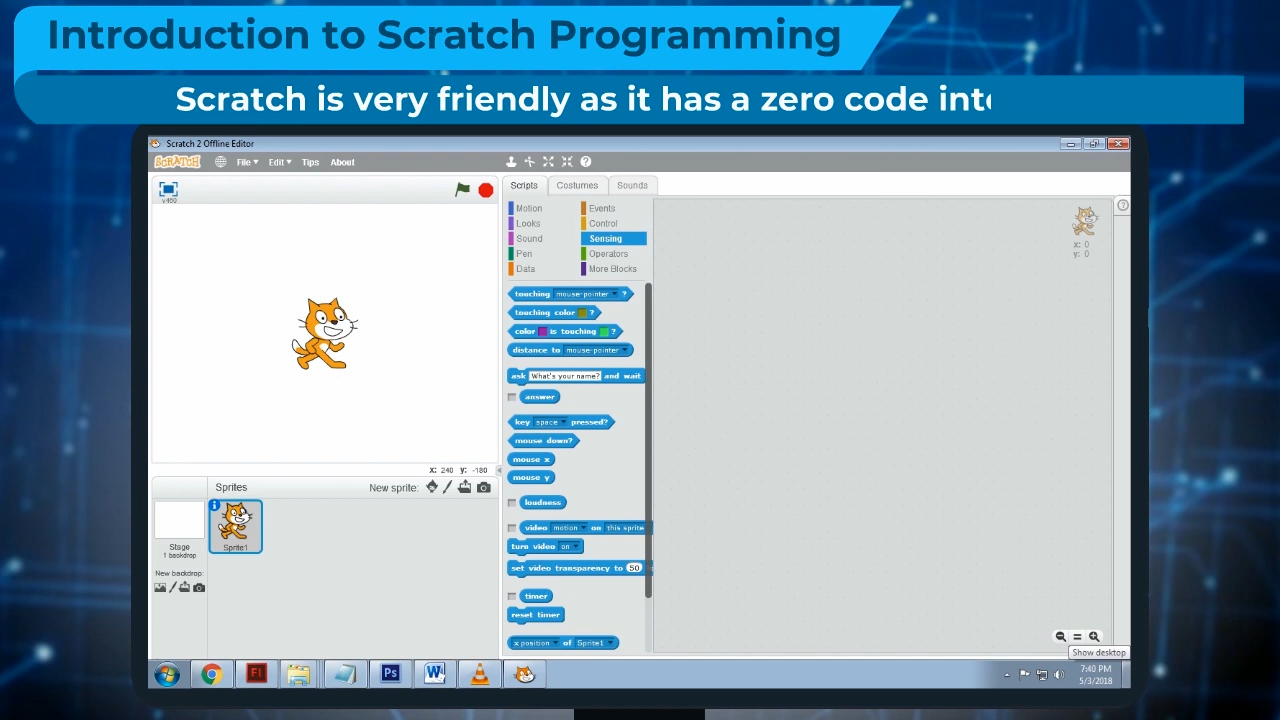 Introduction to Scratch Programming
Scratch is very friendly as it has a zero code int
Scratch 2 Offline Editor
SCRATCH File Edit Tips About
v460
Scripts Costumes Sounds
Motion Events
Looks Control
Sound Sensing
Pen Operators
Data More Blocks
x: 0
y: 0
touching mouse-pointer ?
touching color ?
color is touching ?
distance to mouse-pointer
ask What's your name? and wait
answer
key space pressed?
mouse down?
mouse x
mouse y
loudness
video motion on this sprite
turn video on
set video transparency to 50
timer
reset timer
x position of Sprite1
x: 240 y: -180
Sprites New sprite:
Sprite1
Stage
1 backdrop
New backdrop:
Show desktop
Fl Ps W
7:40 PM
5/3/2018